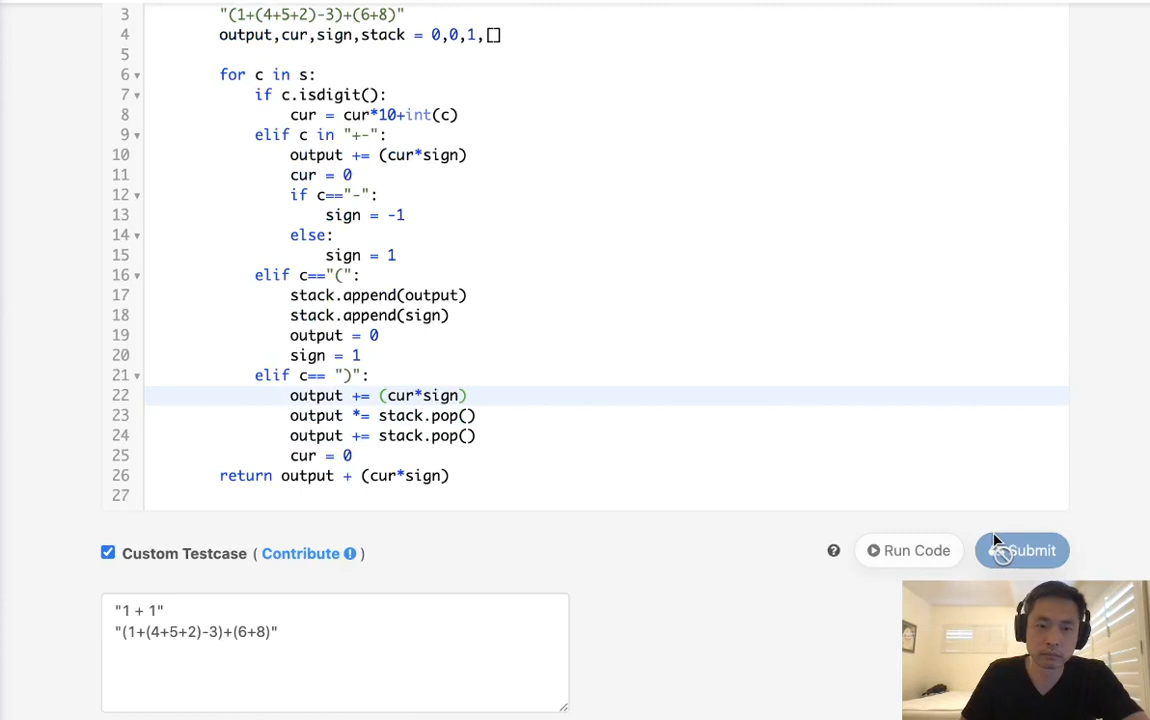 3 "(1+(4+5+2)-3)+(6+8)"
4 output,cur,sign,stack = 0,0,1,[]
5
6 for c in s:
7 if c.isdigit():
8 cur = cur*10+int(c)
9 elif c in "+-":
10 output += (cur*sign)
11 cur = 0
12 if c=="-":
13 sign = -1
14 else:
15 sign = 1
16 elif c=="(":
17 stack.append(output)
18 stack.append(sign)
19 output = 0
20 sign = 1
21 elif c== ")":
22 output += (cur*sign)
23 output *= stack.pop()
24 output += stack.pop()
25 cur = 0
26 return output + (cur*sign)
27
Custom Testcase ( Contribute )
? Run Code Submit
"1 + 1"
"(1+(4+5+2)-3)+(6+8)"